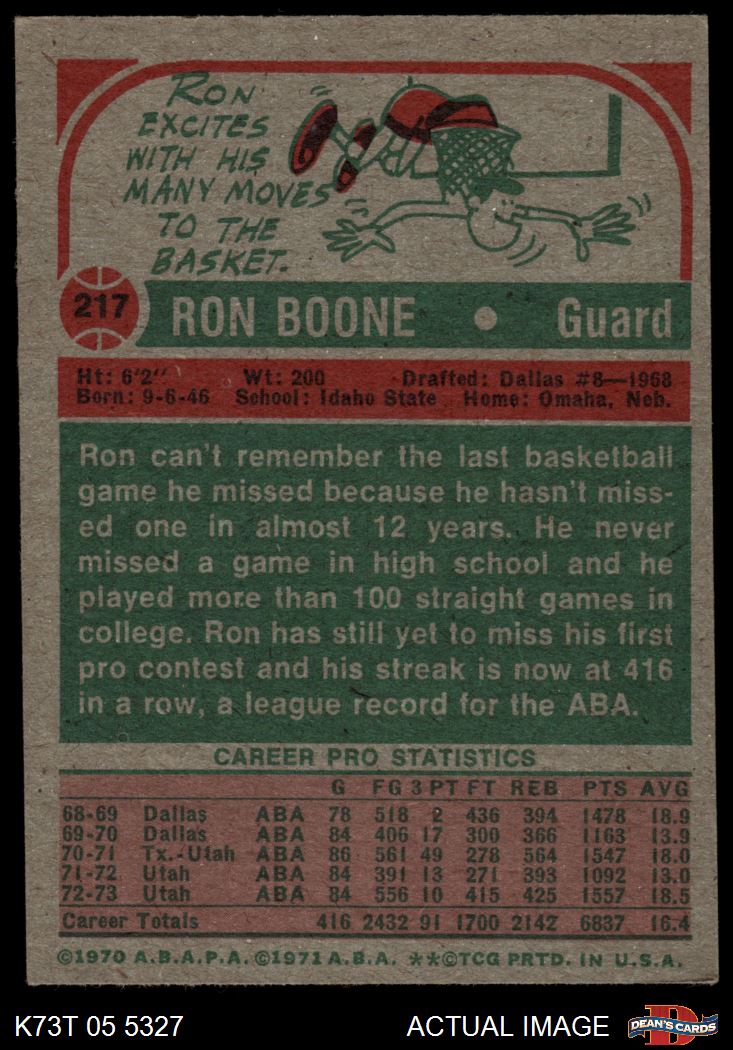 RON
EXCITES
WITH HIS
MANY MOVES
TO THE
BASKET.
217
RON BOONE • Guard
Ht: 6'2" Wt: 200 Drafted: Dallas #8—1968
Born: 9-6-46 School: Idaho State Home: Omaha, Neb.
Ron can't remember the last basketball
game he missed because he hasn't miss-
ed one in almost 12 years. He never
missed a game in high school and he
played more than 100 straight games in
college. Ron has still yet to miss his first
pro contest and his streak is now at 416
in a row, a league record for the ABA.
CAREER PRO STATISTICS
G FG 3 PT FT REB PTS AVG
68-69 Dallas ABA 78 518 2 436 394 1478 18.9
69-70 Dallas ABA 84 406 17 300 366 1163 13.9
70-71 Tx.-Utah ABA 86 561 49 278 564 1547 18.0
71-72 Utah ABA 84 391 13 271 393 1092 13.0
72-73 Utah ABA 84 556 10 415 425 1557 18.5
Career Totals 416 2432 91 1700 2142 6837 16.4
©1970 A.B.A.P.A. ©1971 A.B.A. **©TCG PRTD. IN U.S.A.
K73T 05 5327 ACTUAL IMAGE D DEAN'S CARDS